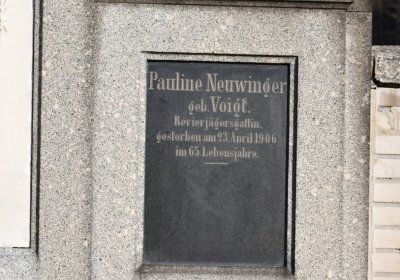 Pauline Neuwinger
geb. Voigt,
Revierjägersgattin,
gestorben am 23. April 1906
im 65. Lebensjahre.